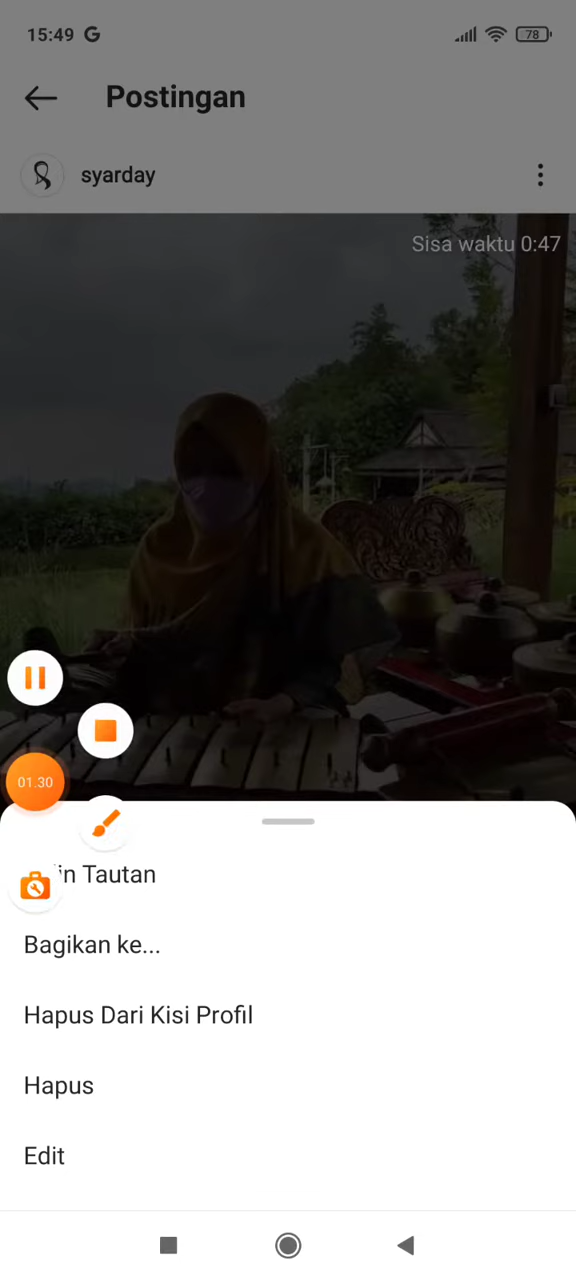 15:49 G
78
Postingan
syarday
Sisa waktu 0:47
01.30
in Tautan
Bagikan ke...
Hapus Dari Kisi Profil
Hapus
Edit